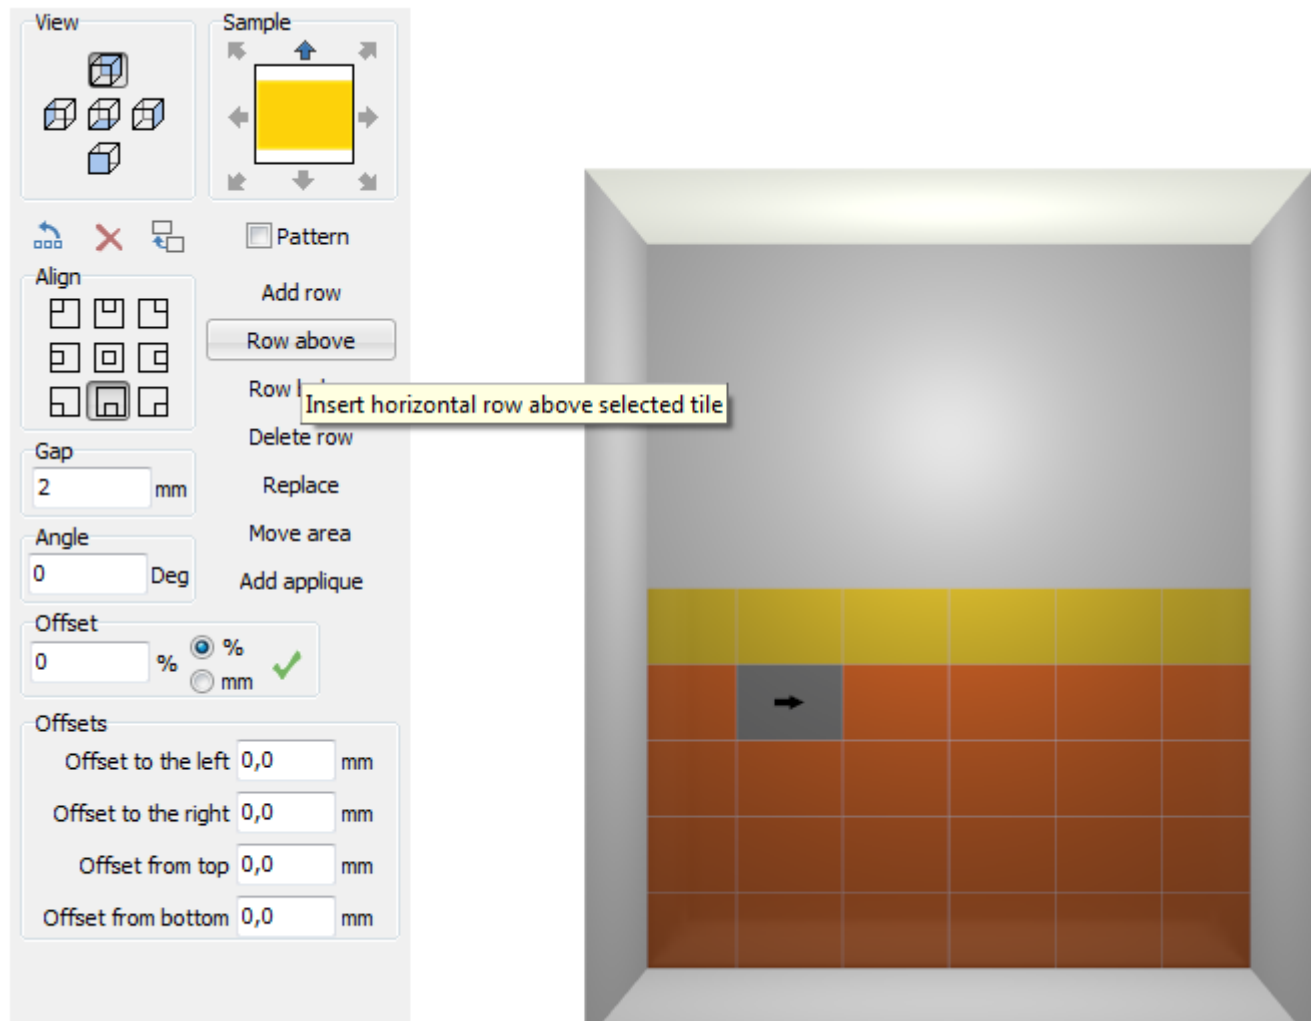 View
Sample
Pattern
Align
Add row
Row above
Row
Insert horizontal row above selected tile
Delete row
Gap
2 mm
Replace
Angle
Move area
0 Deg
Add applique
Offset
0 %
%
mm
Offsets
Offset to the left 0,0 mm
Offset to the right 0,0 mm
Offset from top 0,0 mm
Offset from bottom 0,0 mm